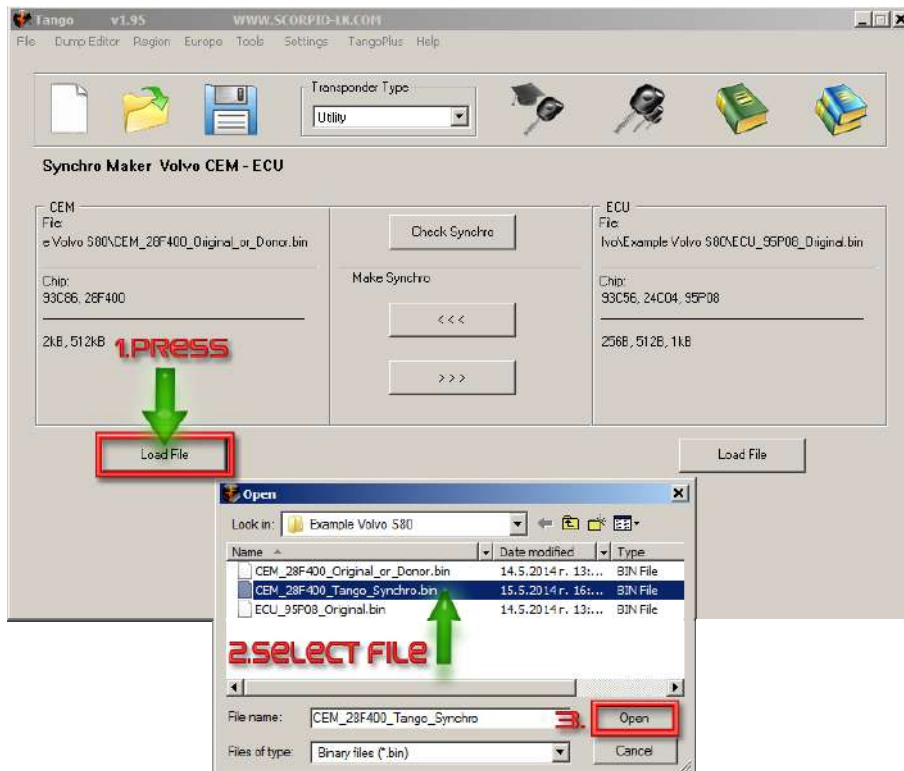 Tango v1.95 WWW.SCORPIO-LK.COM
File Dump Editor Region Europe Tools Settings TangoPlus Help
Transponder Type
Utility
Synchro Maker Volvo CEM - ECU
CEM
File:
e Volvo S80\CEM_28F400_Original_or_Donor.bin
Chip:
93C86, 28F400
2kB, 512kB
1.PRESS
Load File
Check Synchro
Make Synchro
<<<
>>>
ECU
File:
lvo\Example Volvo S80\ECU_95P08_Original.bin
Chip:
93C56, 24C04, 95P08
256B, 512B, 1kB
Load File
Open
Look in: Example Volvo S80
Name Date modified Type
CEM_28F400_Original_or_Donor.bin 14.5.2014 г. 13:... BIN File
CEM_28F400_Tango_Synchro.bin 15.5.2014 г. 16:... BIN File
ECU_95P08_Original.bin 14.5.2014 г. 13:... BIN File
2.SELECT FILE
File name: CEM_28F400_Tango_Synchro 3. Open
Files of type: Binary files (*.bin) Cancel